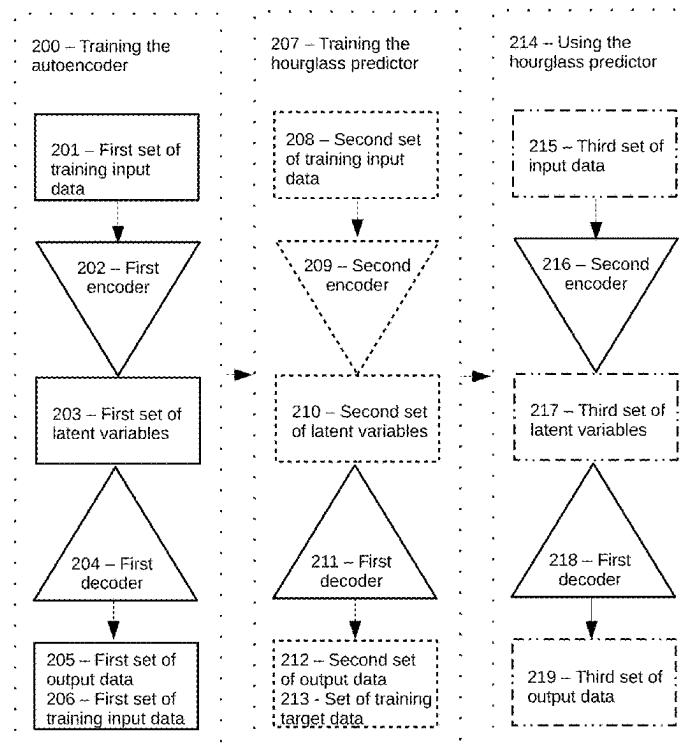 200 – Training the
autoencoder
201 – First set of
training input
data
202 – First
encoder
203 – First set of
latent variables
204 – First
decoder
205 – First set of
output data
206 – First set of
training input data
207 – Training the
hourglass predictor
208 – Second set
of training input
data
209 – Second
encoder
210 – Second set
of latent variables
211 – First
decoder
212 – Second set
of output data
213 - Set of training
target data
214 – Using the
hourglass predictor
215 – Third set of
input data
216 – Second
encoder
217 – Third set of
latent variables
218 – First
decoder
219 – Third set of
output data